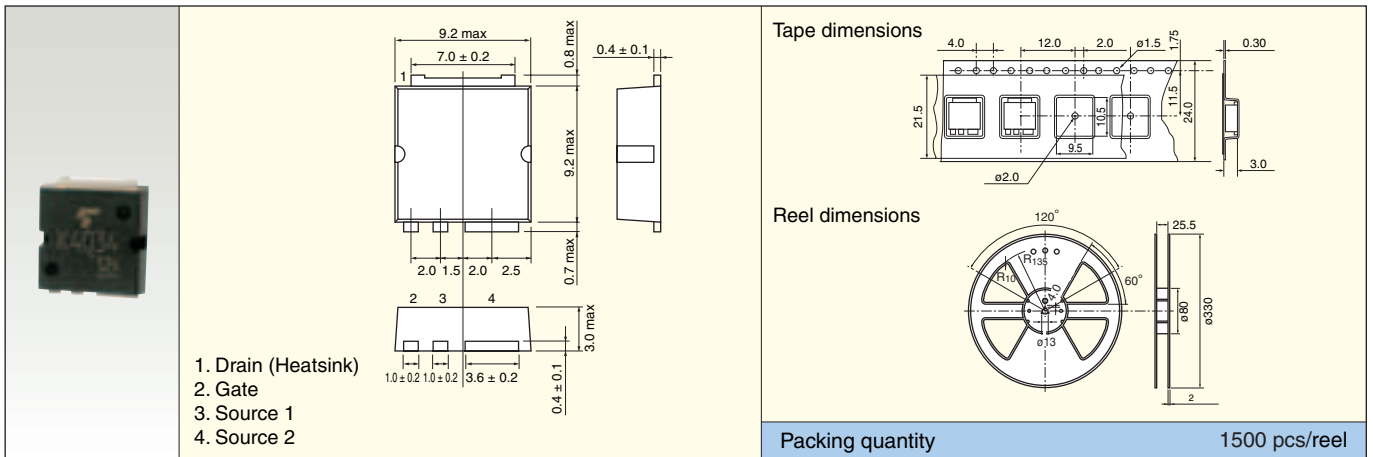 K4034
9.2 max
7.0 ± 0.2
0.8 max
0.4 ± 0.1
1
9.2 max
2.0 1.5 2.0 2.5
0.7 max
2 3 4
3.0 max
1.0 ± 0.2 1.0 ± 0.2 3.6 ± 0.2
0.4 ± 0.1
1. Drain (Heatsink)
2. Gate
3. Source 1
4. Source 2
Tape dimensions
4.0 12.0 2.0 ø1.5
1.75
0.30
21.5
10.5
11.5
24.0
9.5
ø2.0
3.0
Reel dimensions
120°
25.5
R135
R10
60°
4.0
ø13
ø80
ø330
2
Packing quantity 1500 pcs/reel